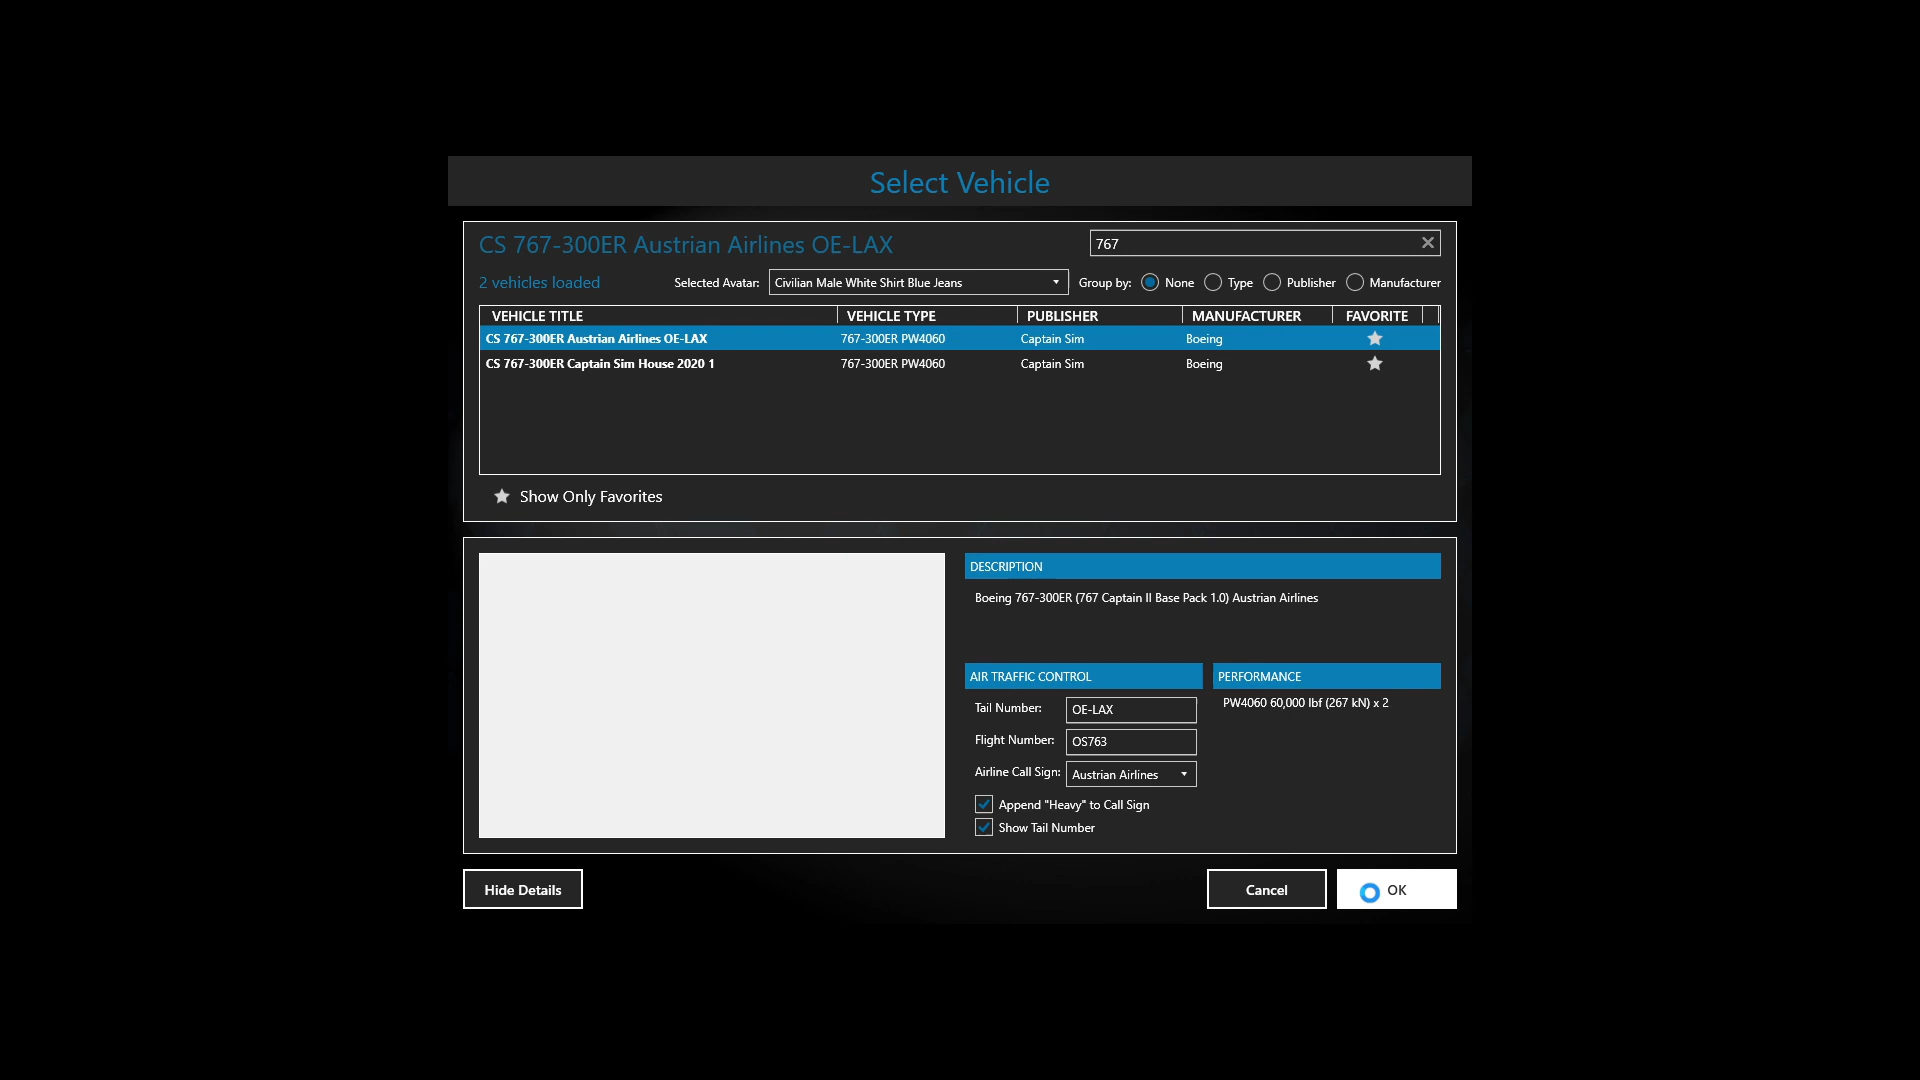 Select Vehicle
CS 767-300ER Austrian Airlines OE-LAX
767
2 vehicles loaded
Selected Avatar: Civilian Male White Shirt Blue Jeans Group by: None Type Publisher Manufacturer
VEHICLE TITLE VEHICLE TYPE PUBLISHER MANUFACTURER FAVORITE
CS 767-300ER Austrian Airlines OE-LAX 767-300ER PW4060 Captain Sim Boeing
CS 767-300ER Captain Sim House 2020 1 767-300ER PW4060 Captain Sim Boeing
Show Only Favorites
DESCRIPTION
Boeing 767-300ER (767 Captain II Base Pack 1.0) Austrian Airlines
AIR TRAFFIC CONTROL
Tail Number: OE-LAX
Flight Number: OS763
Airline Call Sign: Austrian Airlines
Append "Heavy" to Call Sign
Show Tail Number
PERFORMANCE
PW4060 60,000 lbf (267 kN) x 2
Hide Details
Cancel
OK